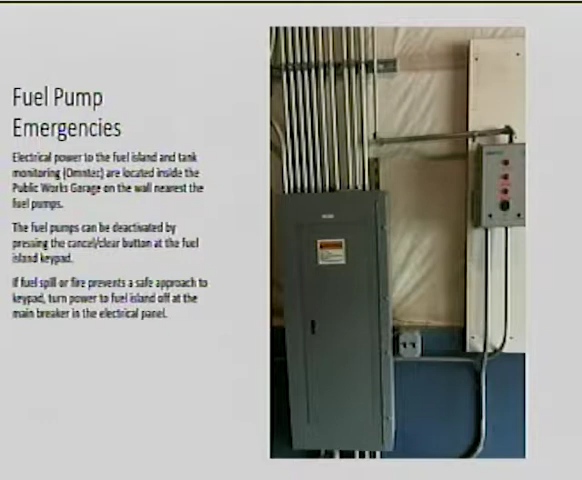 Fuel Pump
Emergencies
Electrical power to the fuel island and tank
monitoring (Omntec) are located inside the
Public Works Garage on the wall nearest the
fuel pumps.
The fuel pumps can be deactivated by
pressing the cancel/clear button at the fuel
island keypad.
If fuel spill or fire prevents a safe approach to
keypad, turn power to fuel island off at the
main breaker in the electrical panel.